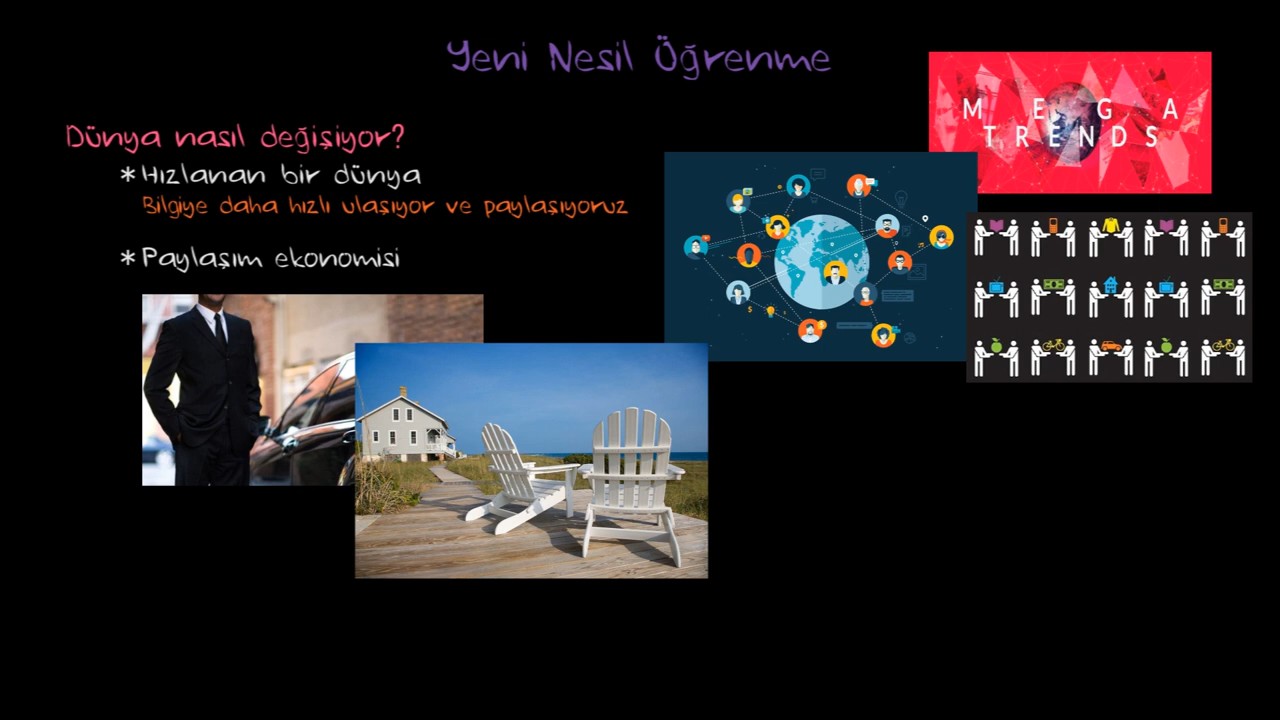 Yeni Nesil Öğrenme
MEGA
TRENDS
Dünya nasıl değişiyor?
*Hızlanan bir dünya
Bilgiye daha hızlı ulaşıyor ve paylaşıyoruz
*Paylaşım ekonomisi